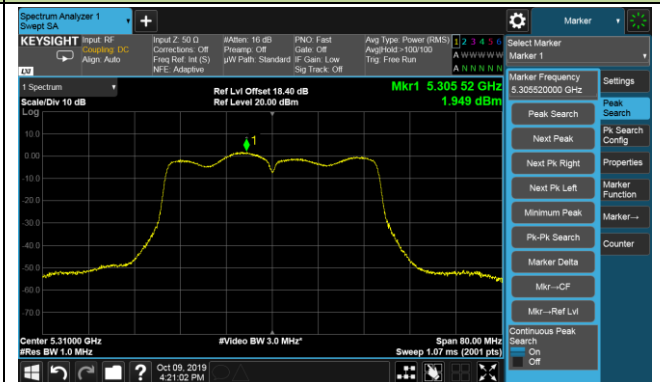 Spectrum Analyzer 1
Swept SA
+
Marker
KEYSIGHT
Input: RF
Coupling: DC
Align: Auto
Input Z: 50 Ω
Corrections: Off
Freq Ref: Int (S)
NFE: Adaptive
#Atten: 16 dB
Preamp: Off
µW Path: Standard
PNO: Fast
Gate: Off
IF Gain: Low
Sig Track: Off
Avg Type: Power (RMS)
Avg|Hold:>100/100
Trig: Free Run
1 2 3 4 5 6
A W W W W W
A N N N N N
LXI
Select Marker
Marker 1
1 Spectrum
Scale/Div 10 dB
Log
Ref Lvl Offset 18.40 dB
Ref Level 20.00 dBm
Mkr1 5.305 52 GHz
1.949 dBm
1
10.0
0.00
-10.0
-20.0
-30.0
-40.0
-50.0
-60.0
-70.0
Center 5.31000 GHz
#Res BW 1.0 MHz
#Video BW 3.0 MHz*
Span 80.00 MHz
Sweep 1.07 ms (2001 pts)
Marker Frequency
5.305520000 GHz
Peak Search
Next Peak
Next Pk Right
Next Pk Left
Minimum Peak
Pk-Pk Search
Marker Delta
Mkr→CF
Mkr→Ref Lvl
Continuous Peak
Search
On
Off
Settings
Peak
Search
Pk Search
Config
Properties
Marker
Function
Marker→
Counter
?
Oct 09, 2019
4:21:02 PM